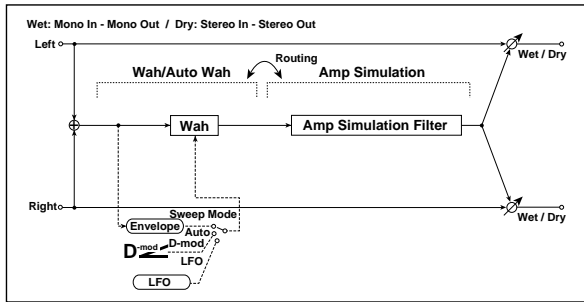 Wet: Mono In - Mono Out / Dry: Stereo In - Stereo Out
Left
Wet / Dry
Routing
Wah/Auto Wah
Amp Simulation
Wah
Amp Simulation Filter
Right
Wet / Dry
Sweep Mode
Envelope
Auto
D-mod
D-mod
LFO
LFO